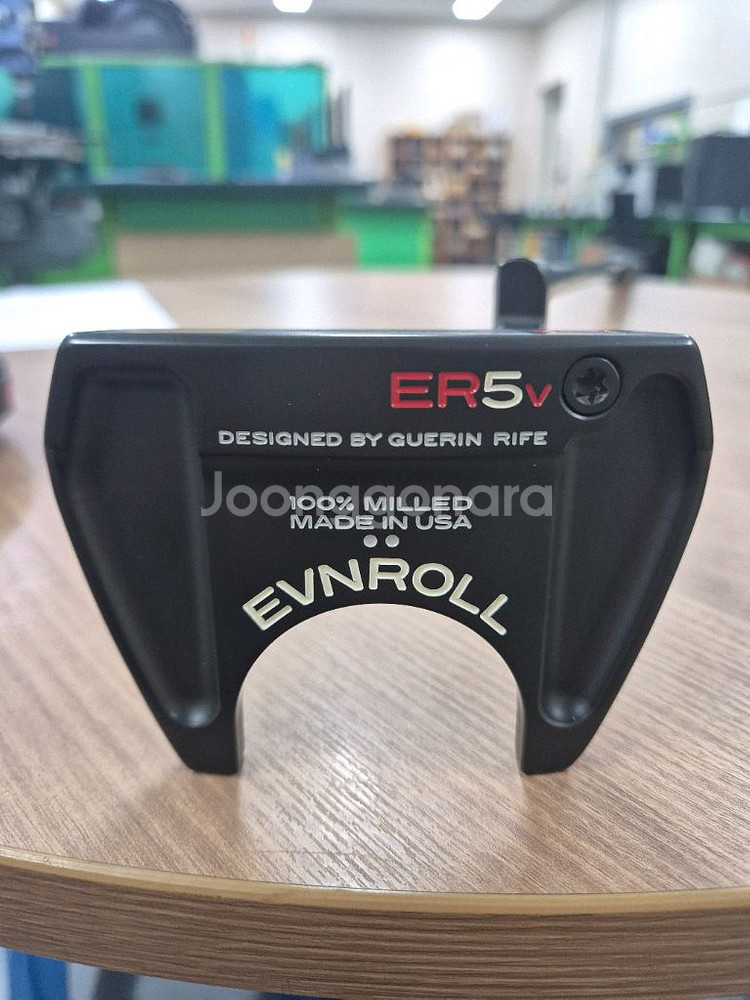 ER5v
DESIGNED BY GUERIN RIFE
Joonggonara
100% MILLED
MADE IN USA
EVNROLL